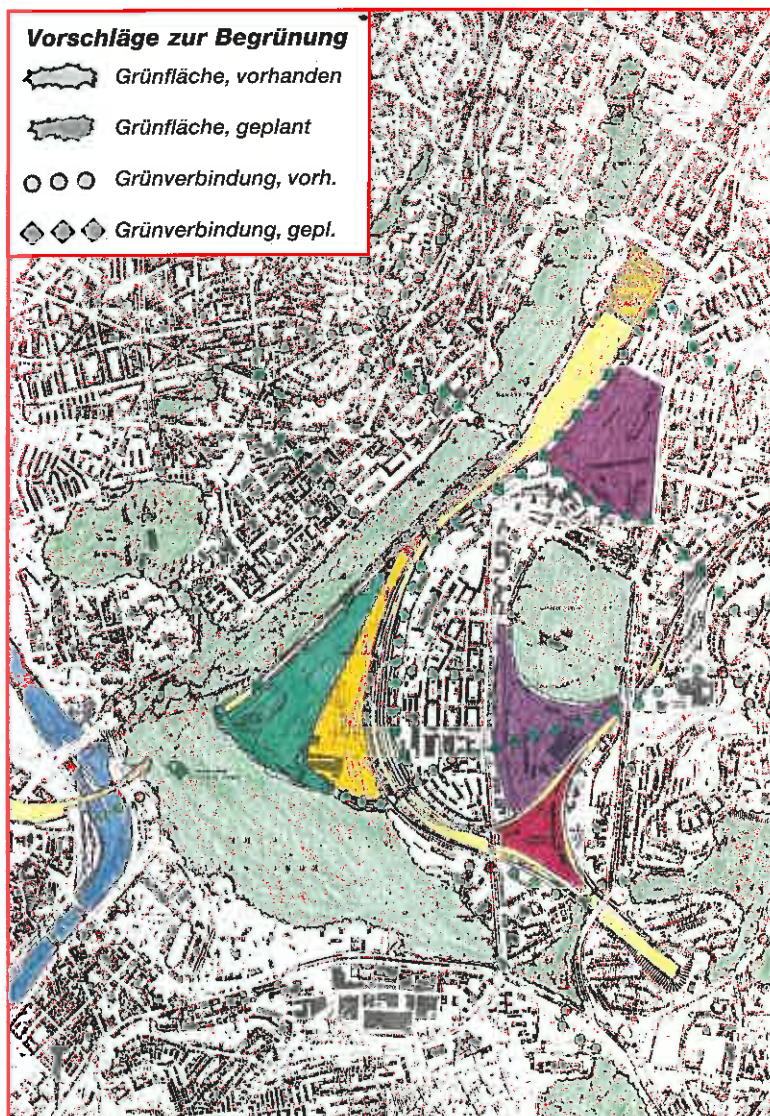 Vorschläge zur Begrünung
Grünfläche, vorhanden
Grünfläche, geplant
Grünverbindung, vorh.
Grünverbindung, gepl.